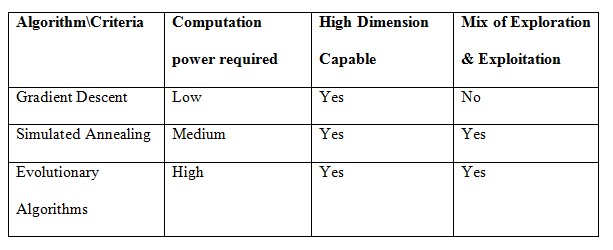 Algorithm\Criteria Computation power required High Dimension Capable Mix of Exploration & Exploitation
Gradient Descent Low Yes No
Simulated Annealing Medium Yes Yes
Evolutionary Algorithms High Yes Yes